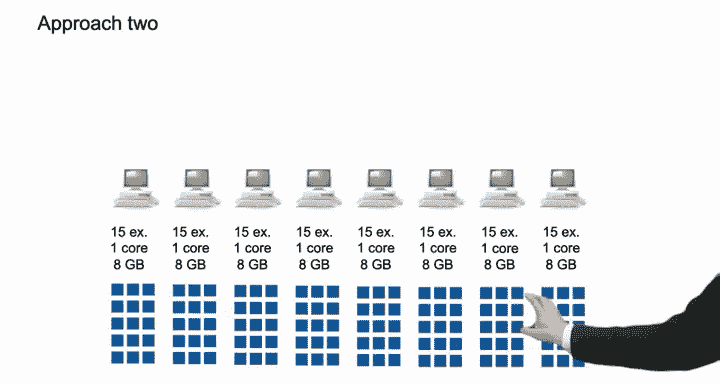 Approach two
15 ex. 15 ex. 15 ex. 15 ex. 15 ex. 15 ex. 15 ex. 15 ex.
1 core 1 core 1 core 1 core 1 core 1 core 1 core 1 core
8 GB 8 GB 8 GB 8 GB 8 GB 8 GB 8 GB 8 GB